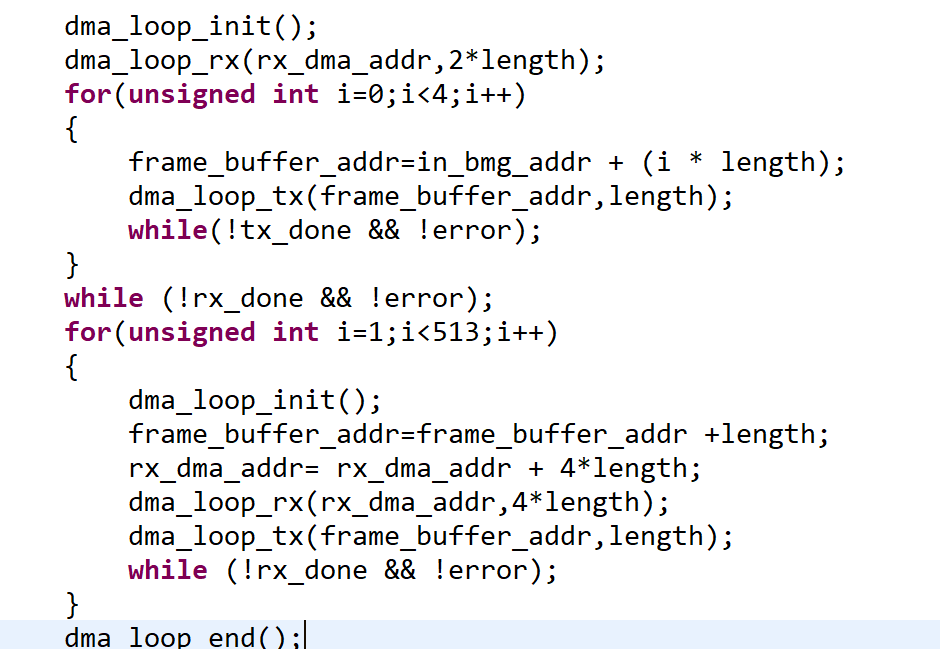 dma_loop_init();
dma_loop_rx(rx_dma_addr,2*length);
for(unsigned int i=0;i<4;i++)
{
    frame_buffer_addr=in_bmg_addr + (i * length);
    dma_loop_tx(frame_buffer_addr,length);
    while(!tx_done && !error);
}
while (!rx_done && !error);
for(unsigned int i=1;i<513;i++)
{
    dma_loop_init();
    frame_buffer_addr=frame_buffer_addr +length;
    rx_dma_addr= rx_dma_addr + 4*length;
    dma_loop_rx(rx_dma_addr,4*length);
    dma_loop_tx(frame_buffer_addr,length);
    while (!rx_done && !error);
}
dma_loop_end();